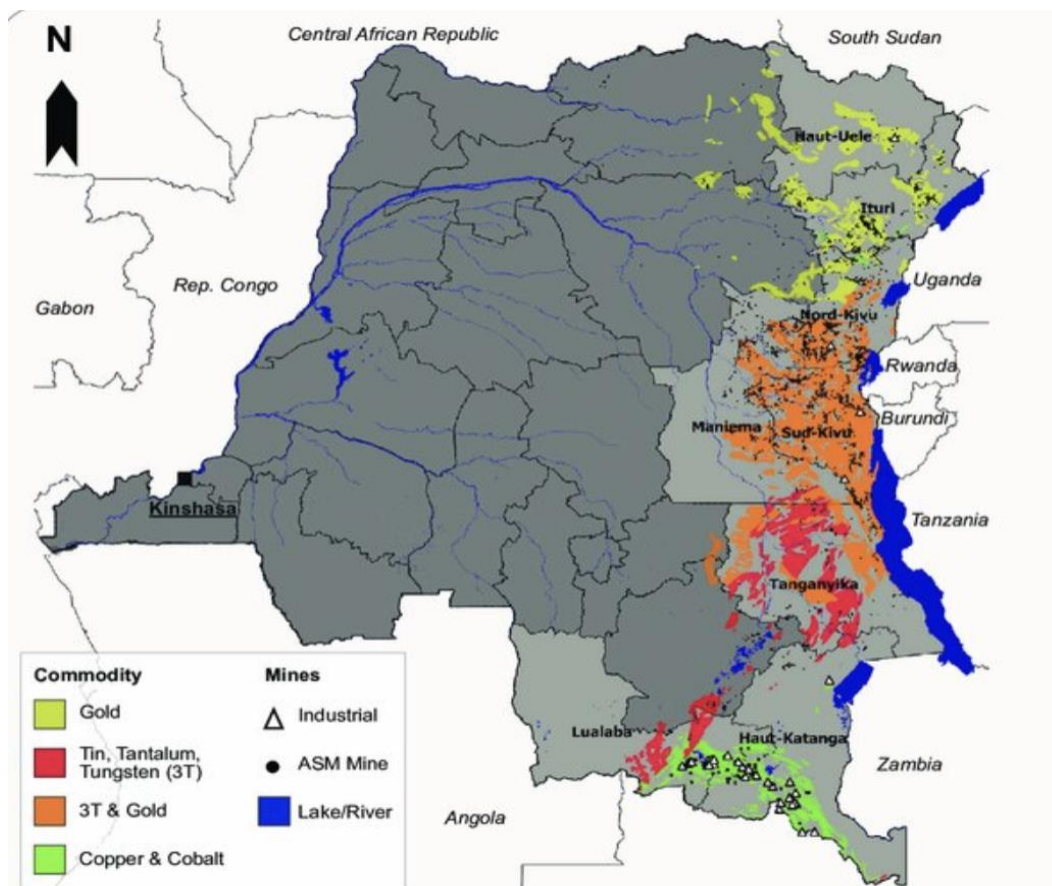 N
Central African Republic
South Sudan
Haut-Uele
Ituri
Rep. Congo
Gabon
Uganda
Nord-Kivu
Rwanda
Burundi
Maniema
Sud-Kivu
Kinshasa
Tanzania
Tanganyika
Lualaba
Haut-Katanga
Zambia
Angola
Commodity
Gold
Tin, Tantalum,
Tungsten (3T)
3T & Gold
Copper & Cobalt
Mines
Industrial
ASM Mine
Lake/River